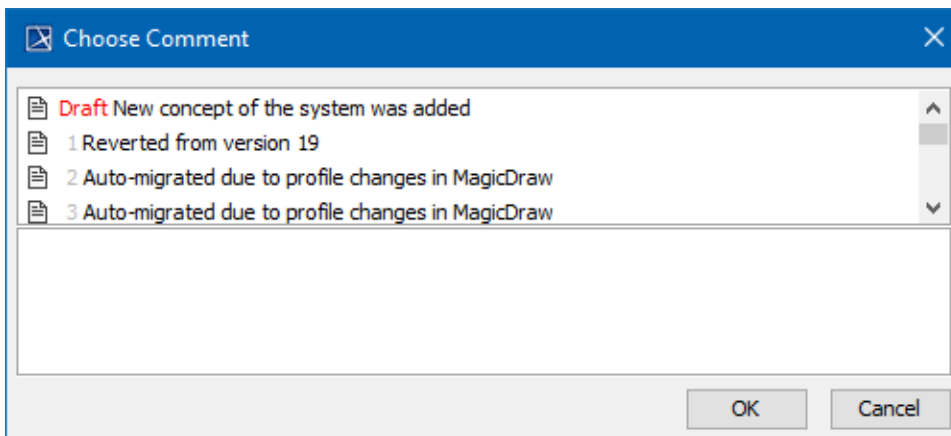 Choose Comment
Draft New concept of the system was added
1 Reverted from version 19
2 Auto-migrated due to profile changes in MagicDraw
3 Auto-migrated due to profile changes in MagicDraw
OK Cancel